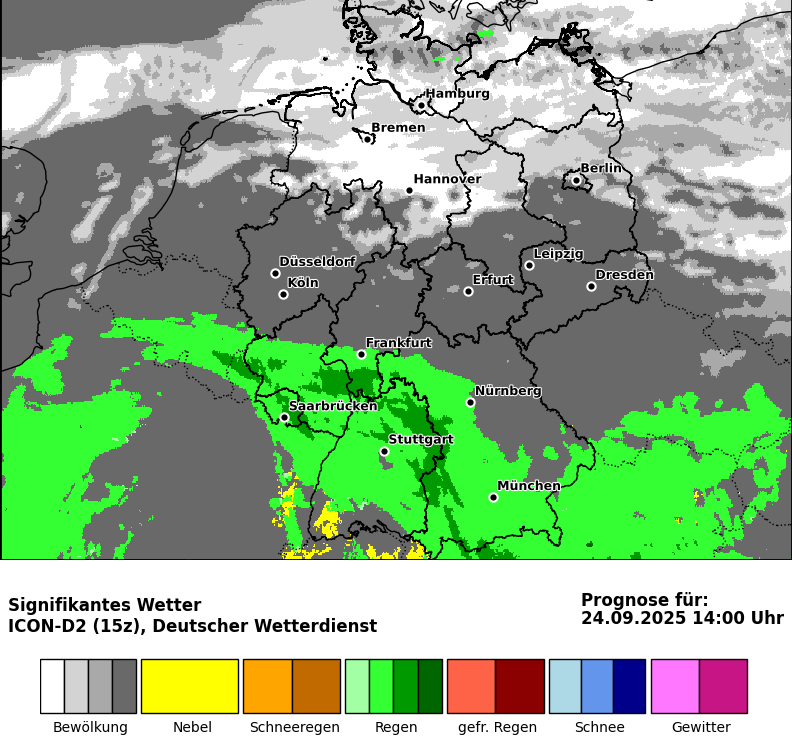 Hamburg
Bremen
Berlin
Hannover
Düsseldorf
Leipzig
Köln
Erfurt
Dresden
Frankfurt
Nürnberg
Saarbrücken
Stuttgart
München
Signifikantes Wetter
ICON-D2 (15z), Deutscher Wetterdienst
Prognose für:
24.09.2025 14:00 Uhr
Bewölkung
Nebel
Schneeregen
Regen
gefr. Regen
Schnee
Gewitter